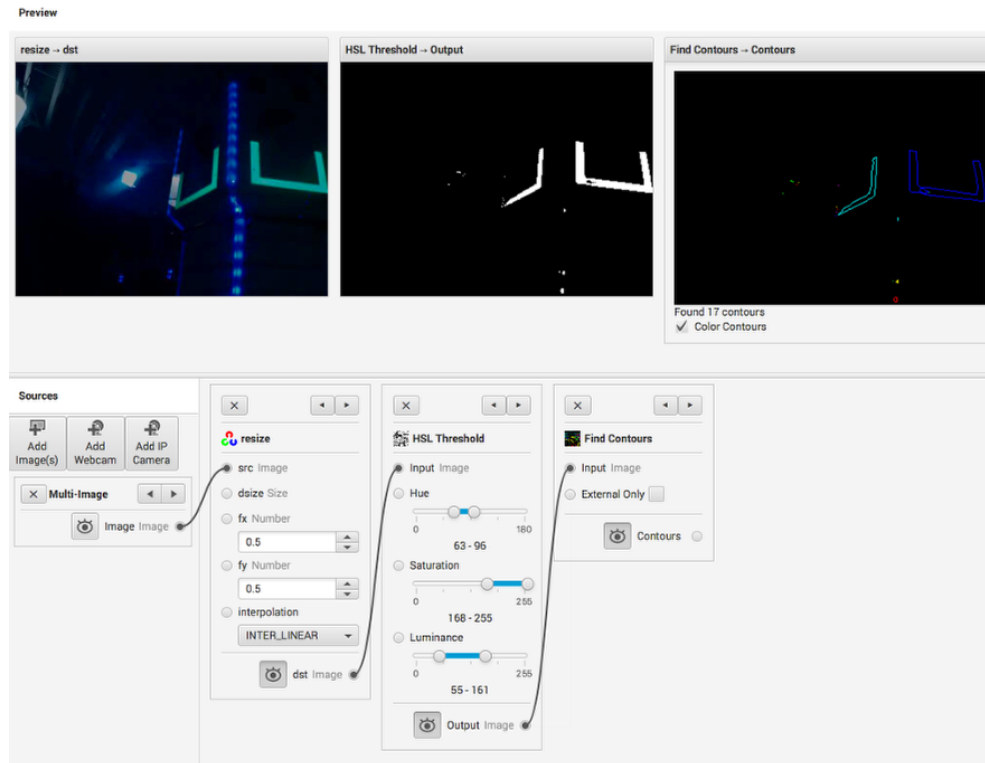 Preview
resize → dst
HSL Threshold → Output
Find Contours → Contours
Found 17 contours
Color Contours
Sources
Add Image(s)
Add Webcam
Add IP Camera
Multi-Image
Image Image
resize
src Image
dsize Size
fx Number
0.5
fy Number
0.5
interpolation
INTER_LINEAR
dst Image
HSL Threshold
Input Image
Hue
0 180
63 - 96
Saturation
0 255
168 - 255
Luminance
0 255
55 - 161
Output Image
Find Contours
Input Image
External Only
Contours